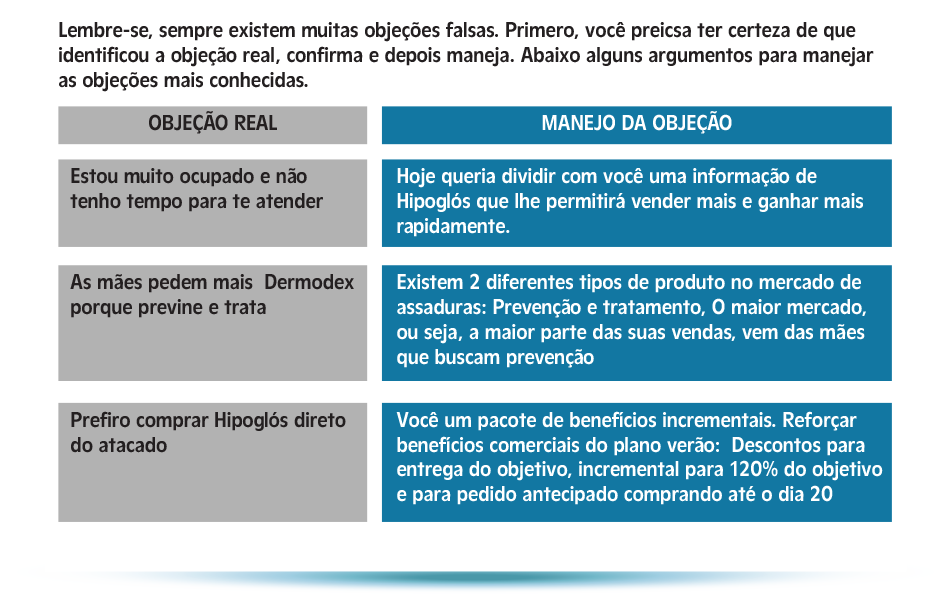 Lembre-se, sempre existem muitas objeções falsas. Primeiro, você preicsa ter certeza de que
identificou a objeção real, confirma e depois maneja. Abaixo alguns argumentos para manejar
as objeções mais conhecidas.
OBJEÇÃO REAL
MANEJO DA OBJEÇÃO
Estou muito ocupado e não
tenho tempo para te atender
Hoje queria dividir com você uma informação de
Hipoglós que lhe permitirá vender mais e ganhar mais
rapidamente.
As mães pedem mais  Dermodex
porque previne e trata
Existem 2 diferentes tipos de produto no mercado de
assaduras: Prevenção e tratamento, O maior mercado,
ou seja, a maior parte das suas vendas, vem das mães
que buscam prevenção
Prefiro comprar Hipoglós direto
do atacado
Você um pacote de benefícios incrementais. Reforçar
benefícios comerciais do plano verão:  Descontos para
entrega do objetivo, incremental para 120% do objetivo
e para pedido antecipado comprando até o dia 20